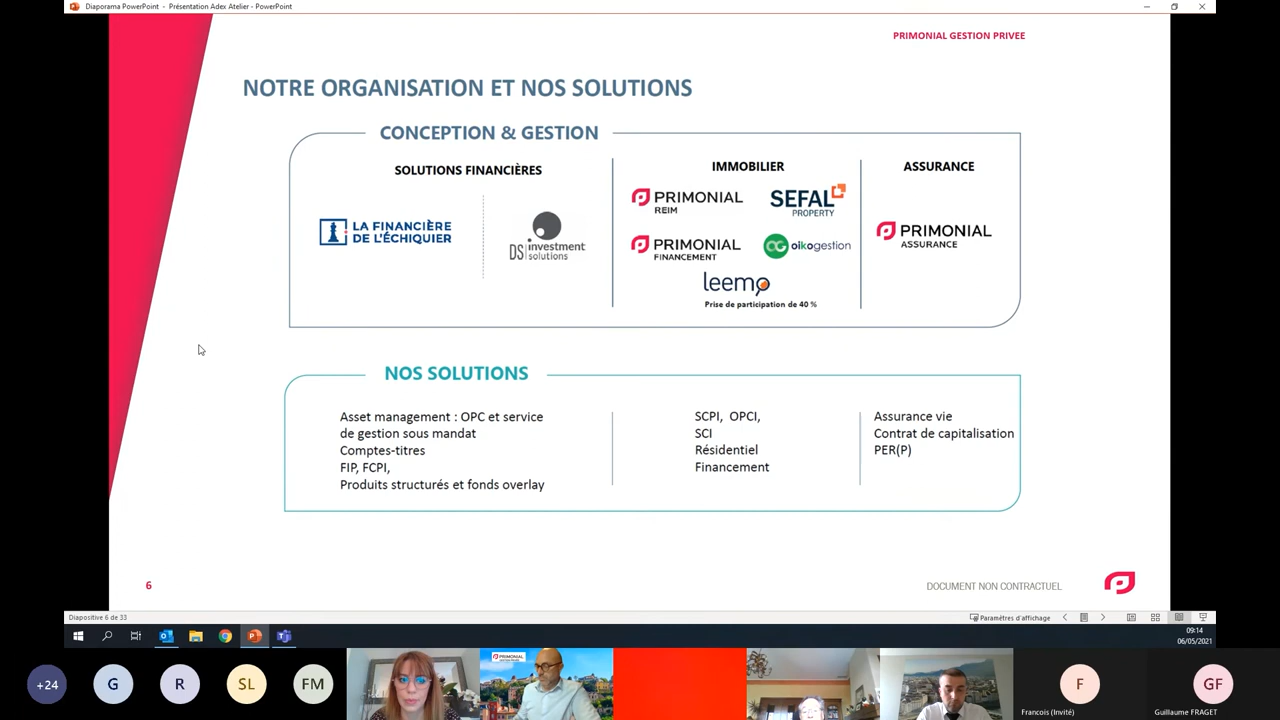 Diaporama PowerPoint - Présentation Adex Atelier - PowerPoint
PRIMONIAL GESTION PRIVEE
NOTRE ORGANISATION ET NOS SOLUTIONS
CONCEPTION & GESTION
SOLUTIONS FINANCIÈRES
LA FINANCIÈRE
DE L'ÉCHIQUIER
DS investment
solutions
IMMOBILIER
PRIMONIAL
REIM
SEFAL
PROPERTY
PRIMONIAL
FINANCEMENT
OG oikogestion
leemo
Prise de participation de 40 %
ASSURANCE
PRIMONIAL
ASSURANCE
NOS SOLUTIONS
Asset management : OPC et service
de gestion sous mandat
Comptes-titres
FIP, FCPI,
Produits structurés et fonds overlay
SCPI, OPCI,
SCI
Résidentiel
Financement
Assurance vie
Contrat de capitalisation
PER(P)
6
DOCUMENT NON CONTRACTUEL
Diapositive 6 de 33
Paramètres d'affichage
09:14
06/05/2021
+24
G
R
SL
FM
PRIMONIAL
F
Francois (Invité)
GF
Guillaume FRAGET